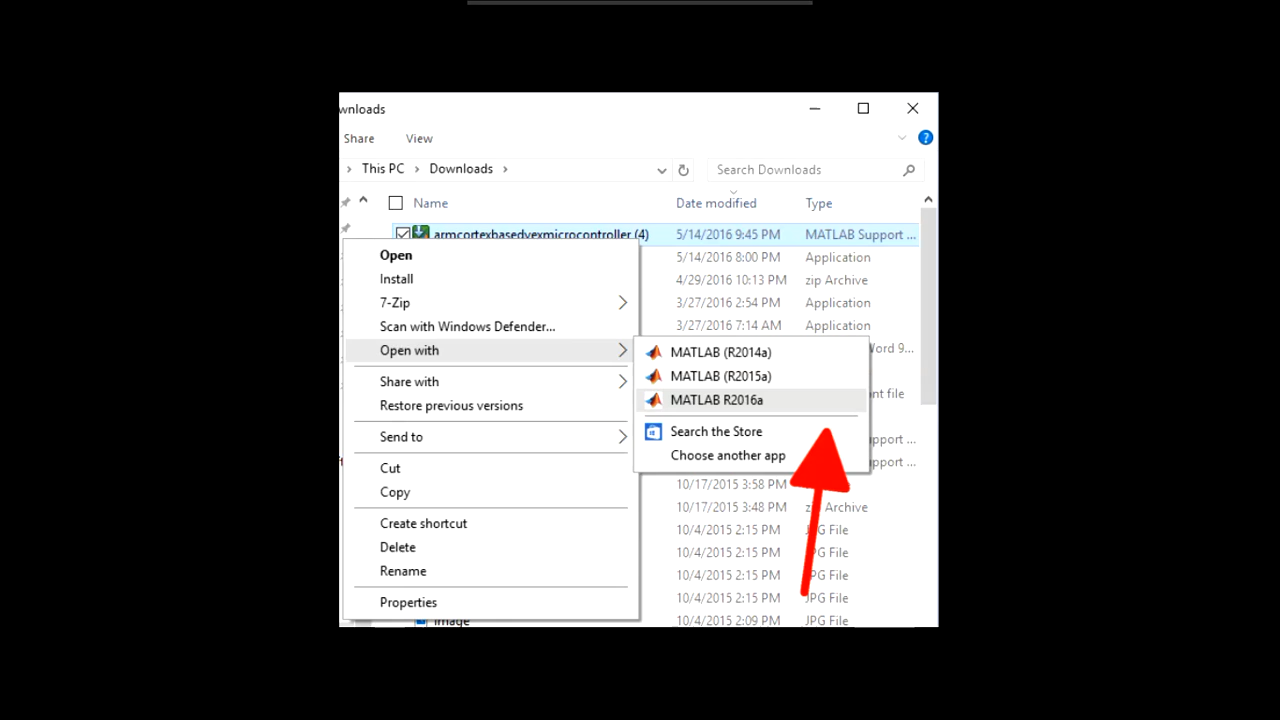 wnloads
Share View
This PC Downloads Search Downloads
Name Date modified Type
armcortexbasedvexmicrocontroller (4) 5/14/2016 9:45 PM MATLAB Support ...
Open 5/14/2016 8:00 PM Application
Install 4/29/2016 10:13 PM zip Archive
7-Zip 3/27/2016 2:54 PM Application
Scan with Windows Defender... 3/27/2016 7:14 AM Application
Open with MATLAB (R2014a) Word 9...
MATLAB (R2015a)
Share with MATLAB R2016a nt file
Restore previous versions
Send to Search the Store pport ...
Choose another app pport ...
Cut 10/17/2015 3:58 PM
Copy 10/17/2015 3:48 PM zip Archive
Create shortcut 10/4/2015 2:15 PM JPG File
Delete 10/4/2015 2:15 PM JPG File
Rename 10/4/2015 2:15 PM JPG File
Properties 10/4/2015 2:15 PM JPG File
image 10/4/2015 2:09 PM JPG File